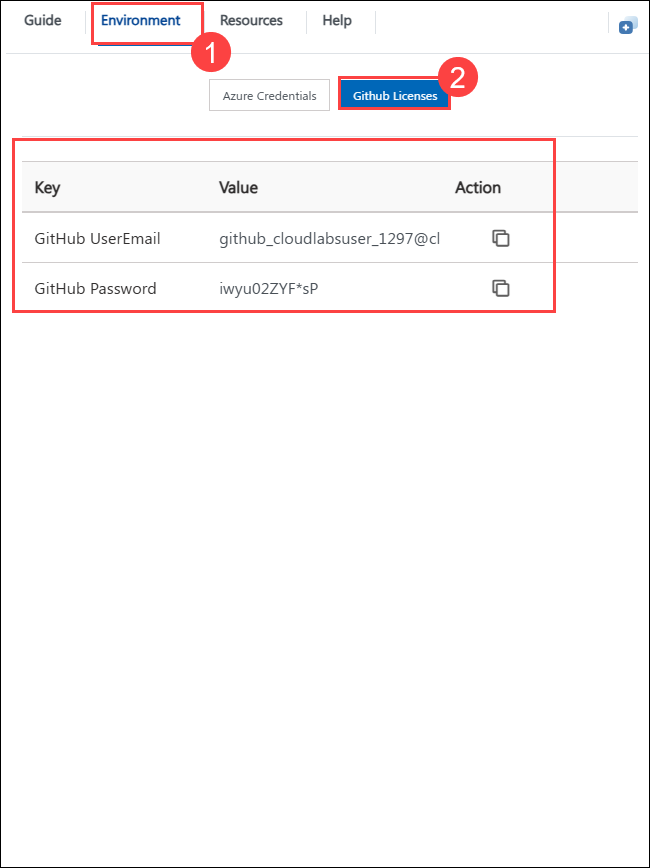 Guide Environment Resources Help
1
2
Azure Credentials Github Licenses
Key Value Action
GitHub UserEmail github_cloudlabsuser_1297@cl
GitHub Password iwyu02ZYF*sP